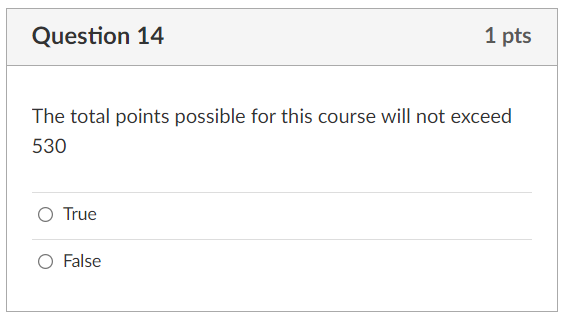 Question 14
1 pts
The total points possible for this course will not exceed
530
True
False